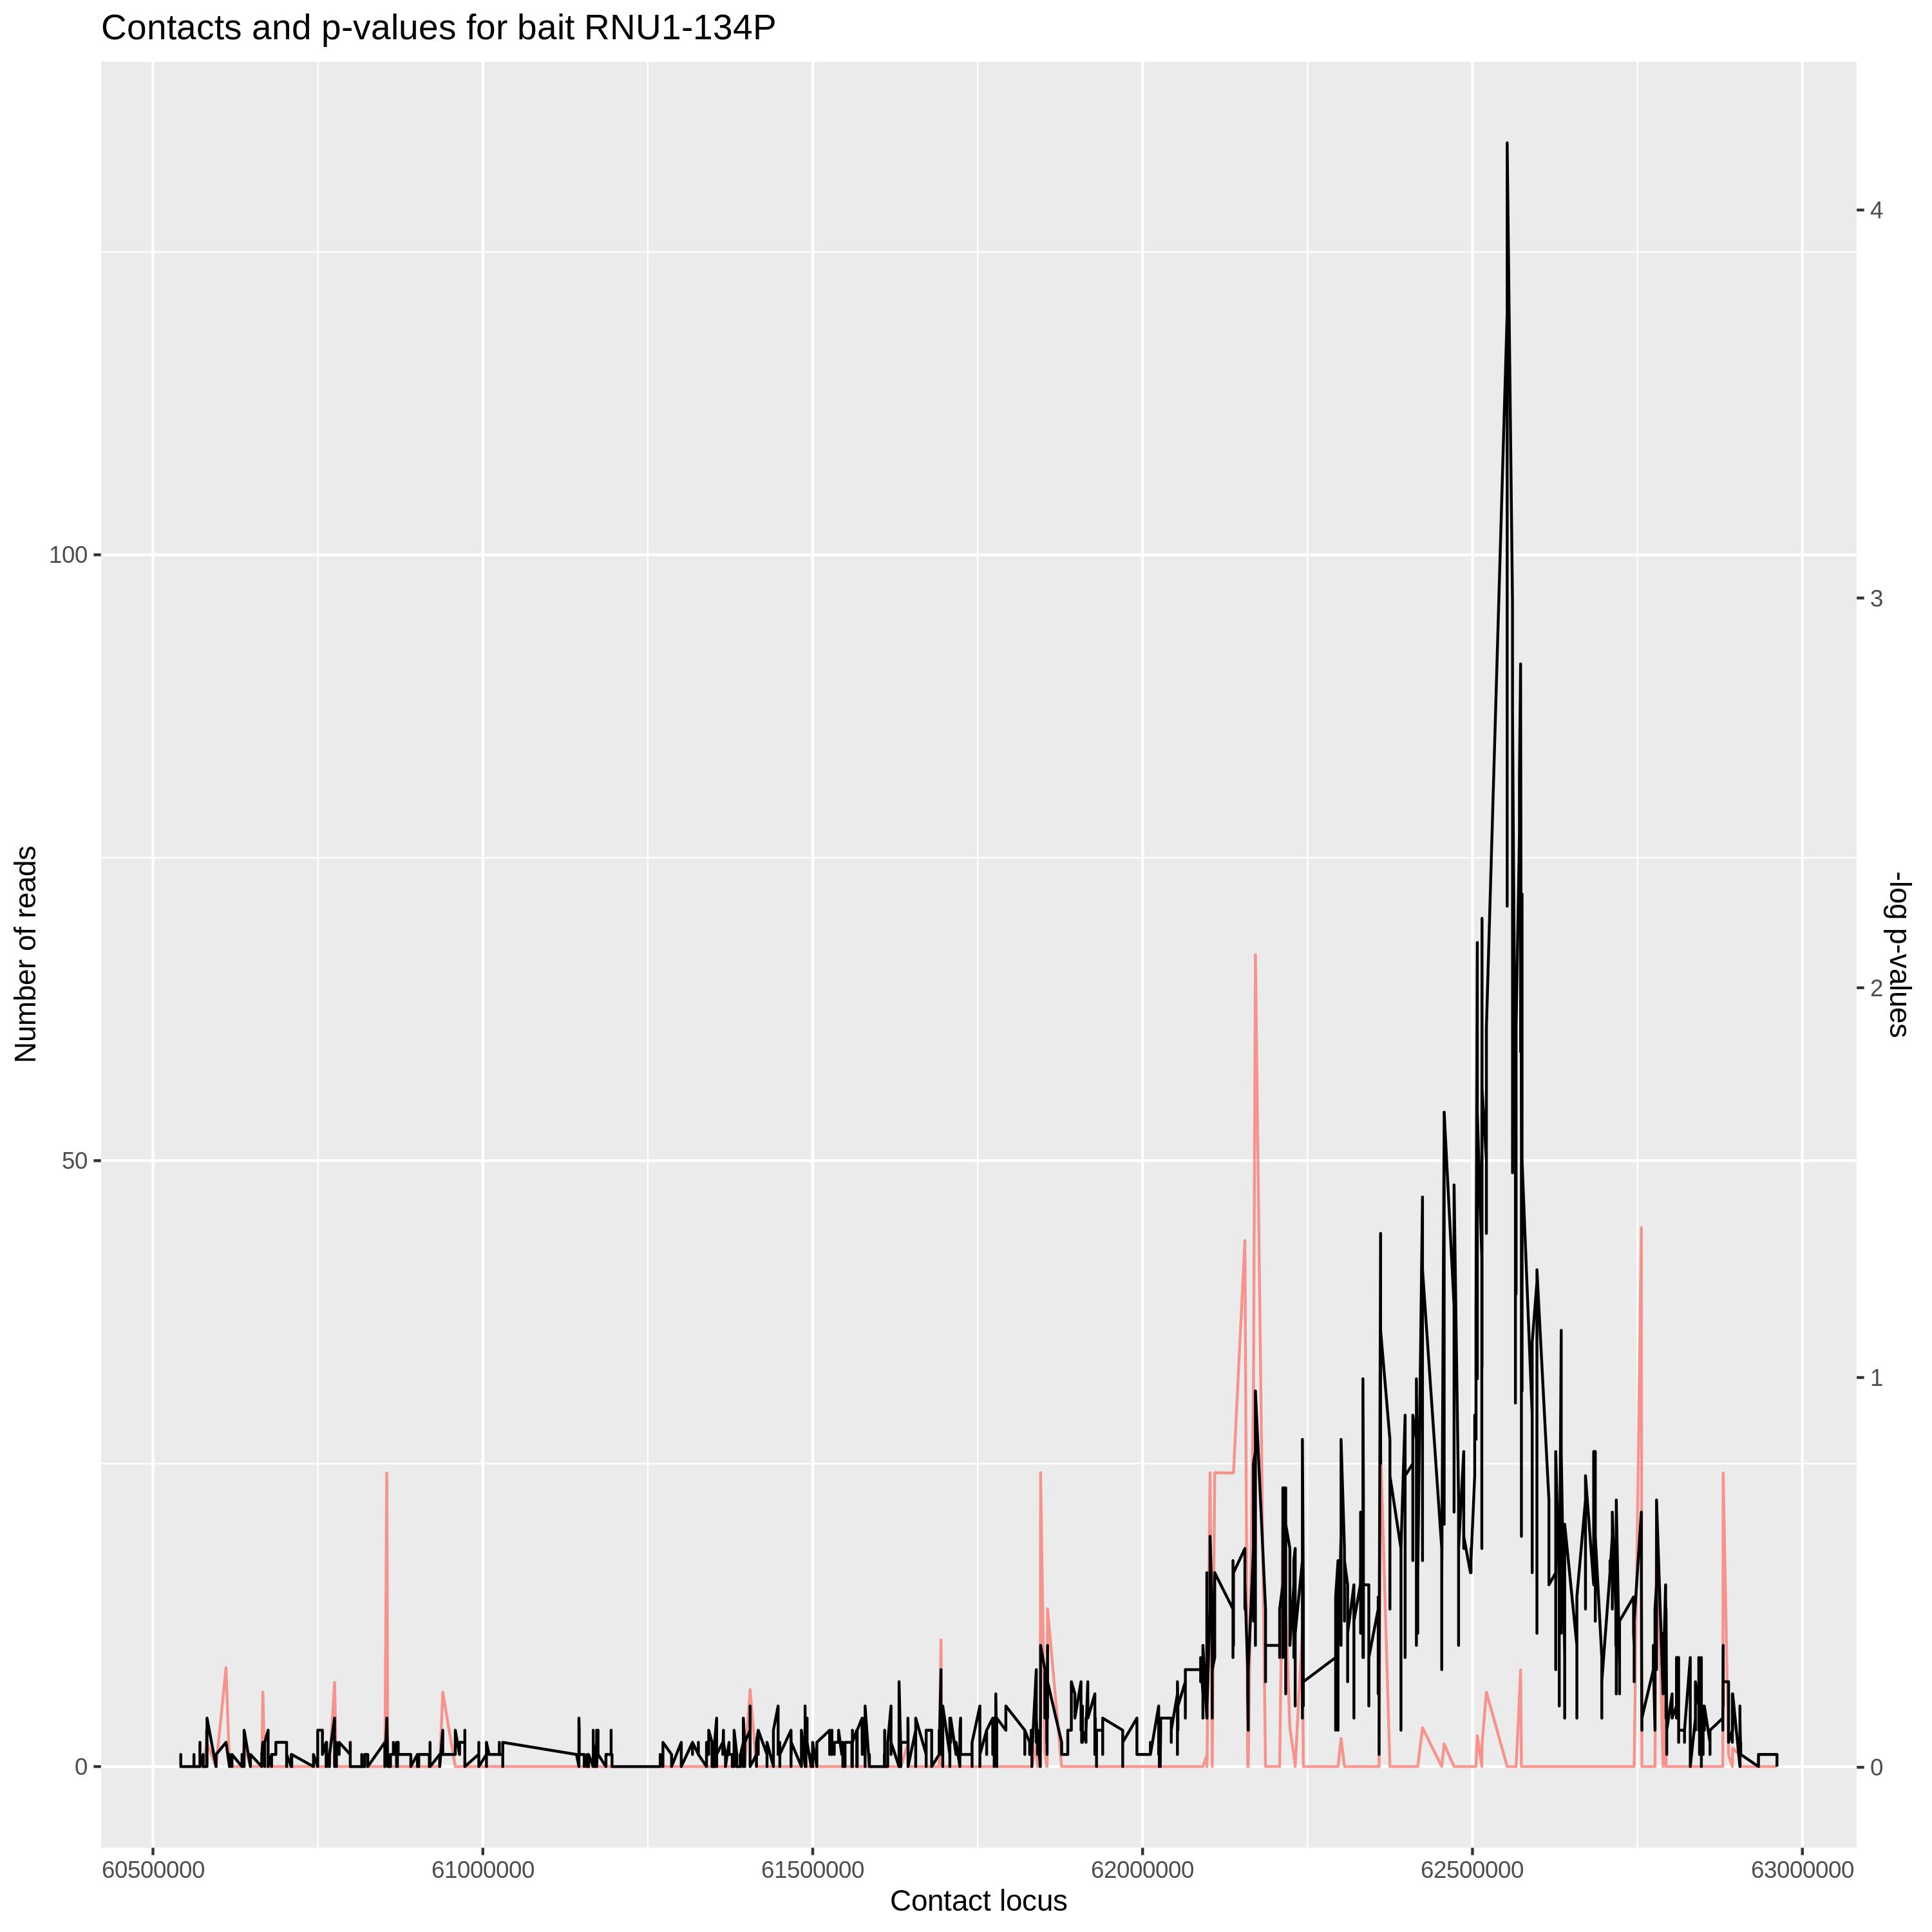 Contacts and p-values for bait RNU1-134P
Number of reads
100
50
0
4
3
2
1
0
-log p-values
60500000 61000000 61500000 62000000 62500000 63000000
Contact locus